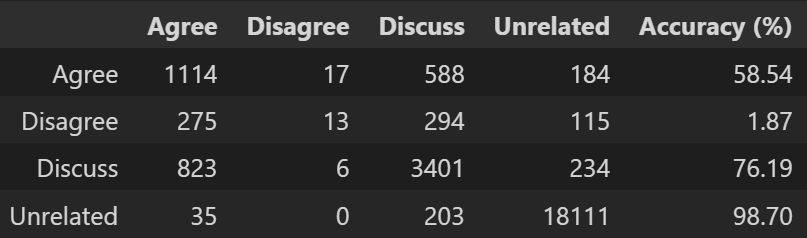 Agree Disagree Discuss Unrelated Accuracy (%)
Agree 1114 17 588 184 58.54
Disagree 275 13 294 115 1.87
Discuss 823 6 3401 234 76.19
Unrelated 35 0 203 18111 98.70